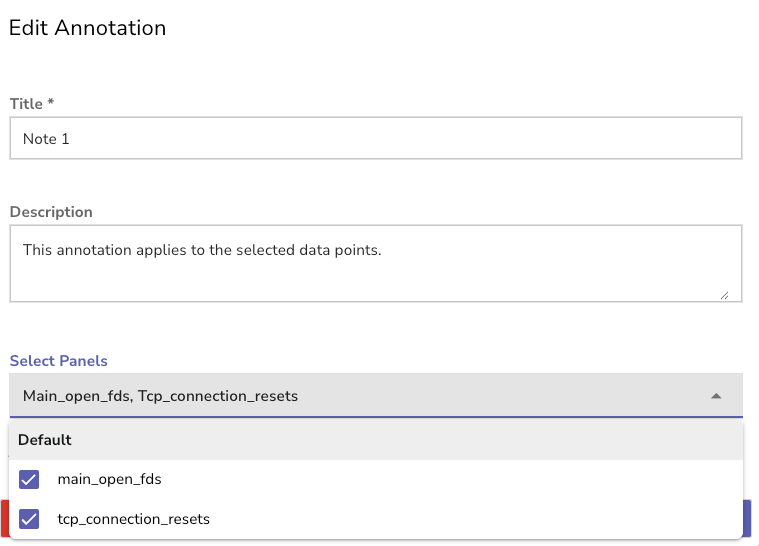 Edit Annotation
Title *
Note 1
Description
This annotation applies to the selected data points.
Select Panels
Main_open_fds, Tcp_connection_resets
Default
main_open_fds
tcp_connection_resets